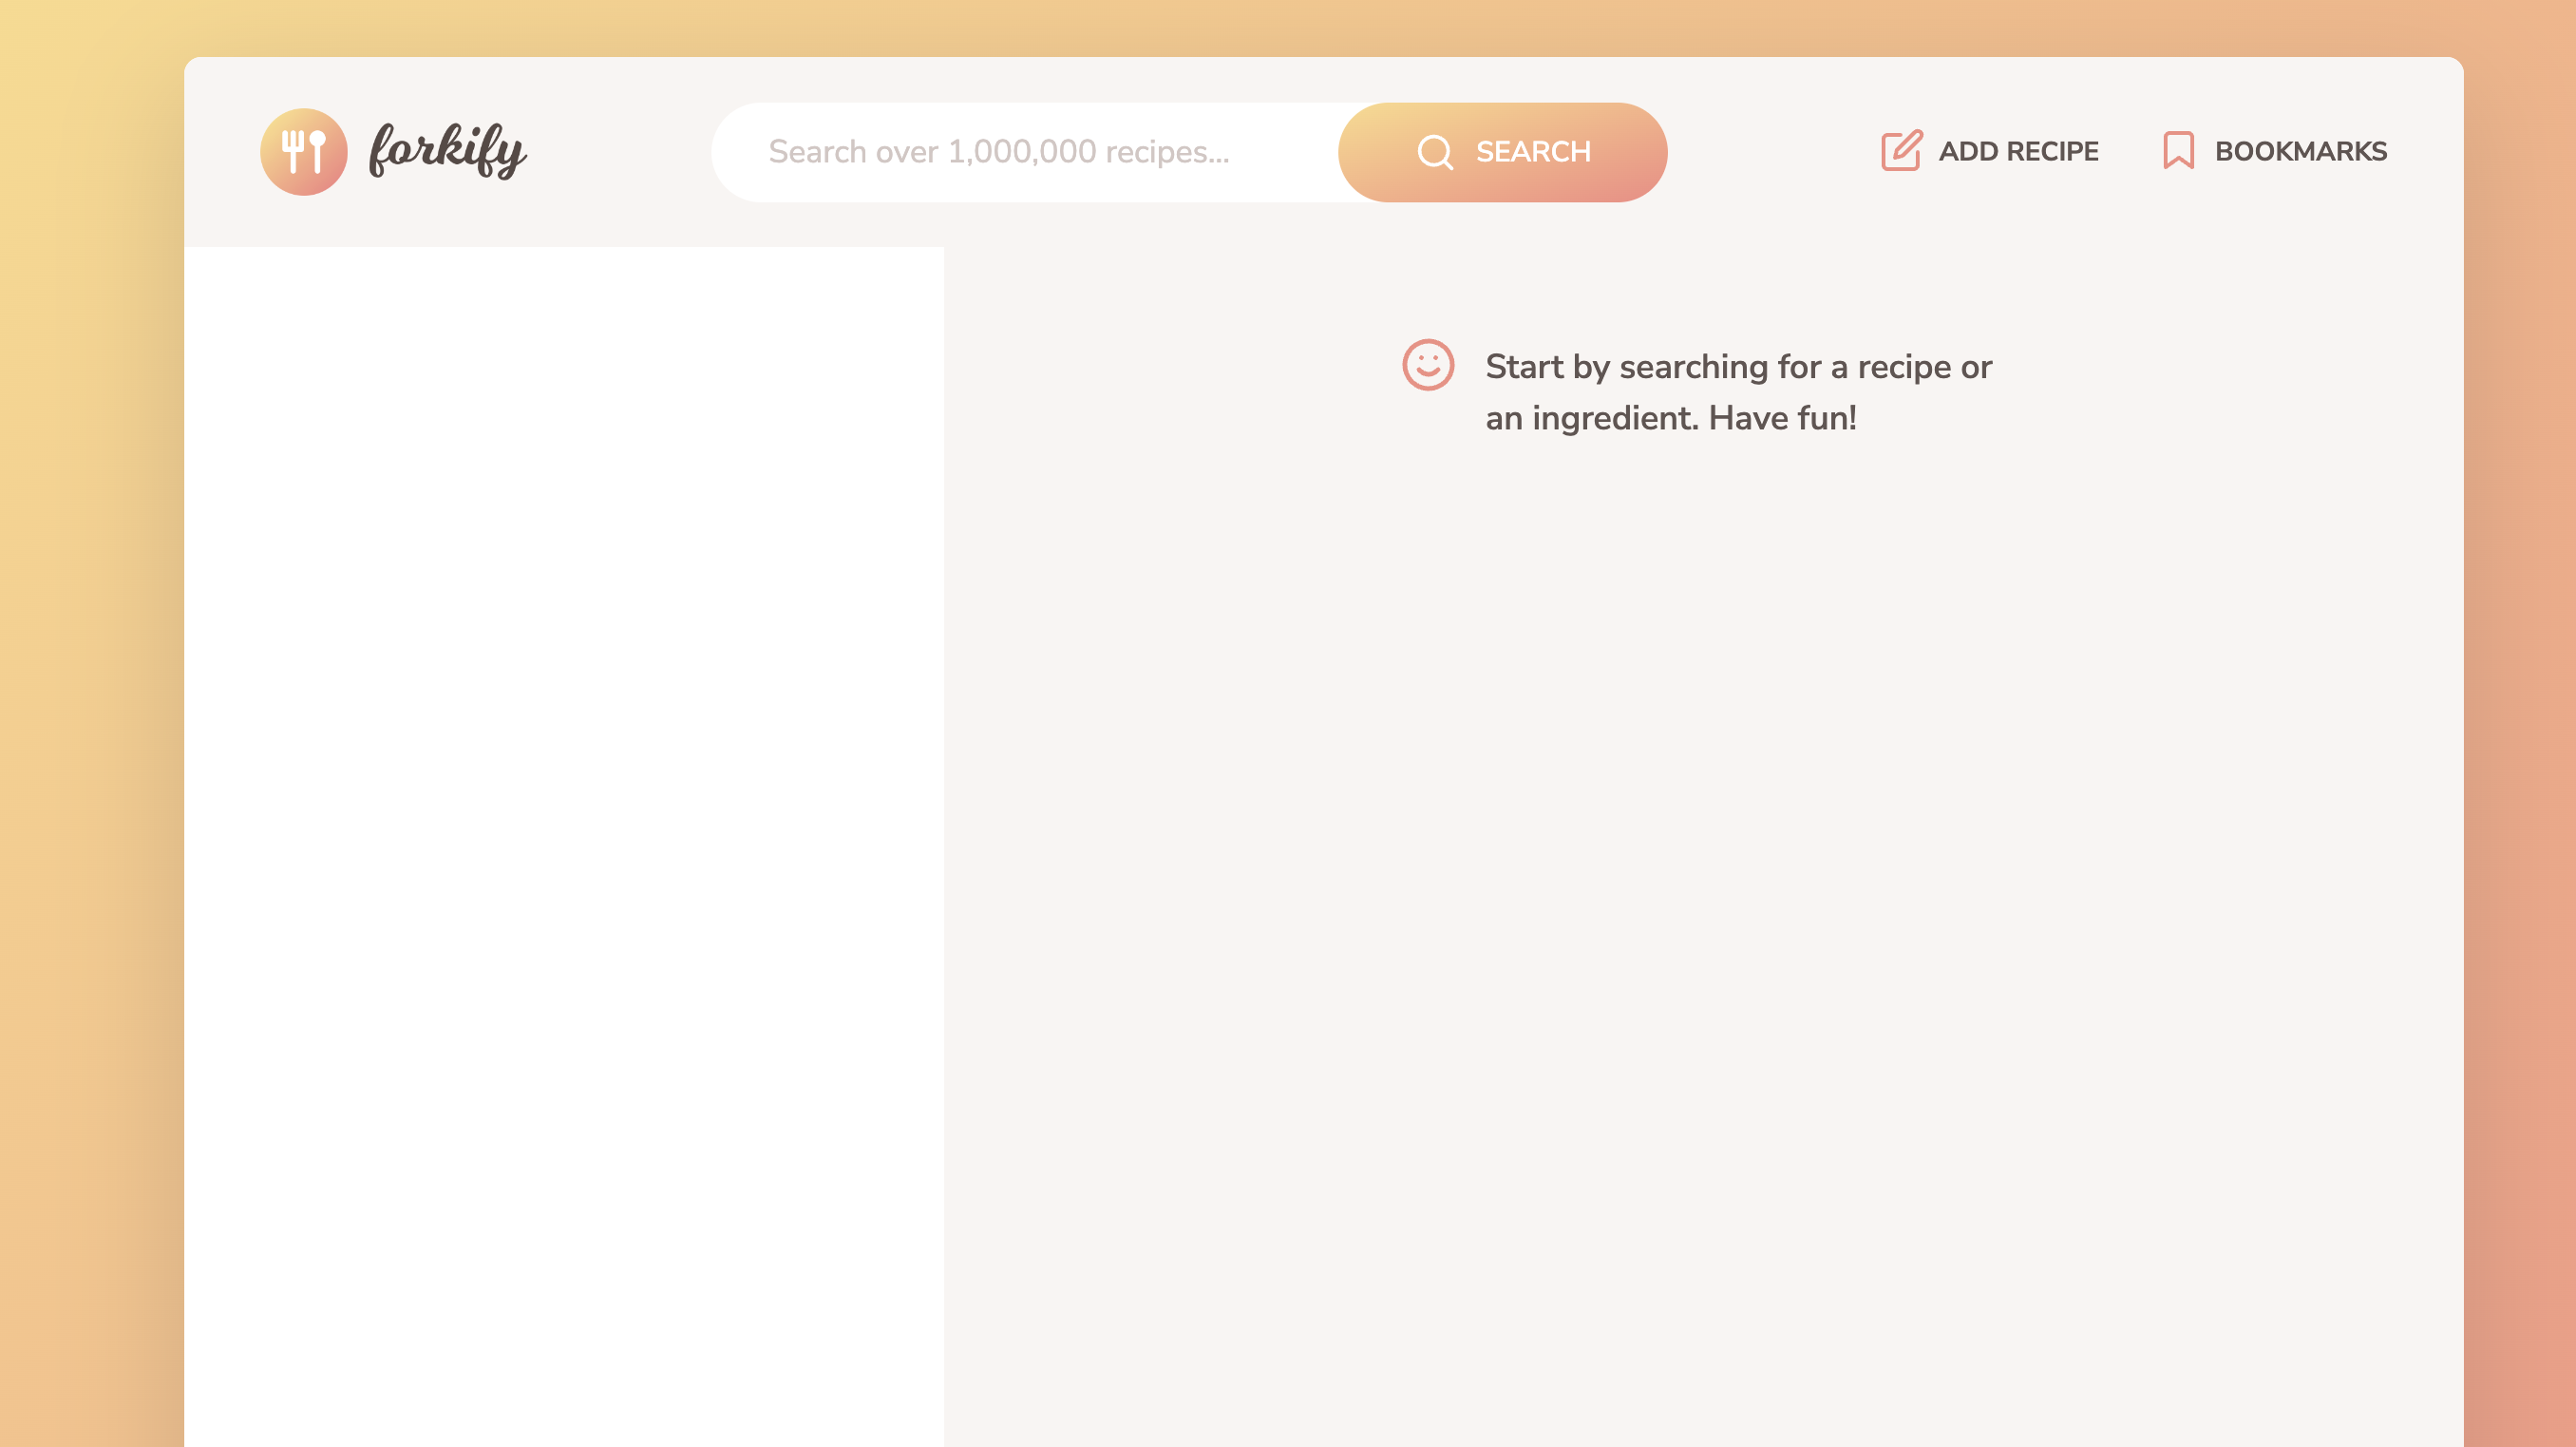 forkify
Search over 1,000,000 recipes...
SEARCH
ADD RECIPE
BOOKMARKS
Start by searching for a recipe or
an ingredient. Have fun!